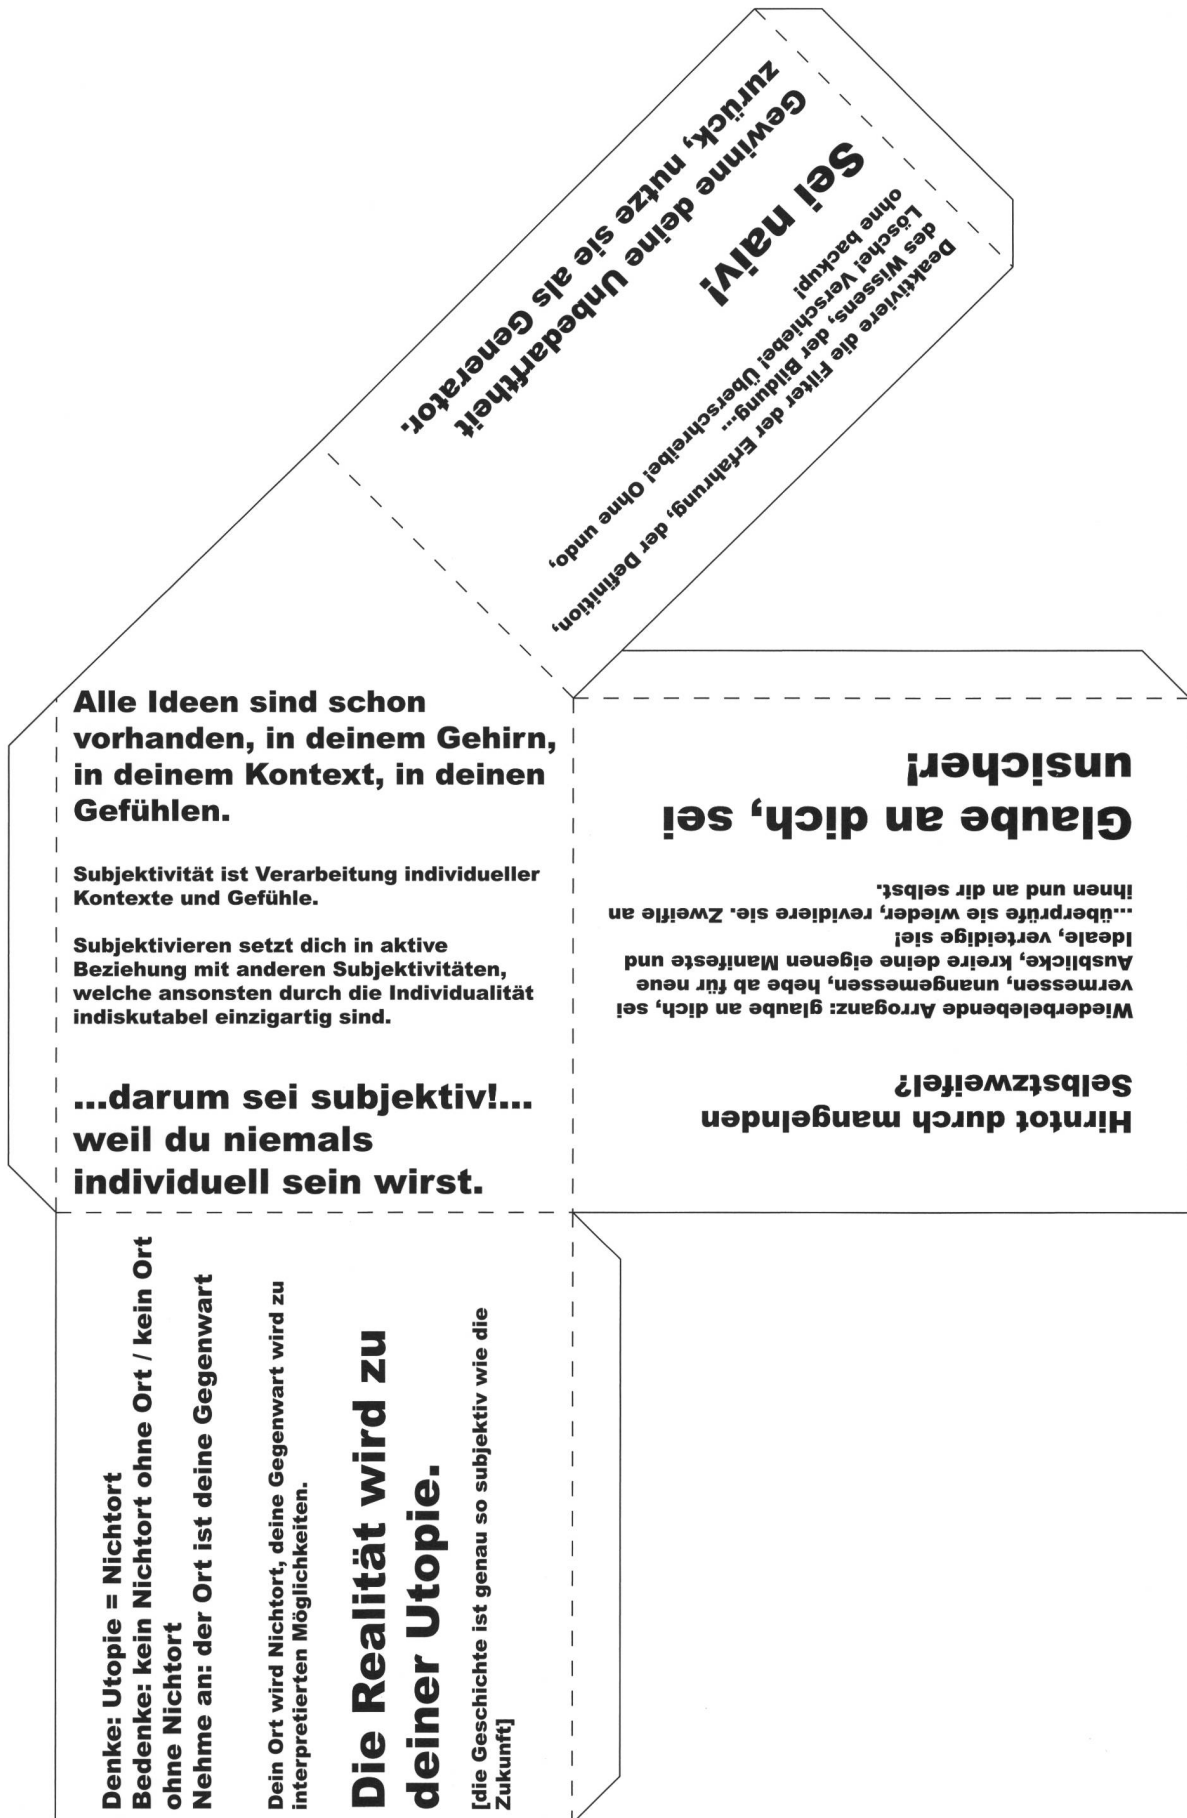 Deaktiviere die Filter der Erfahrung, der Definition,
des Wissens, der Bildung...
Lösche! Verschiebe! Überschreibe! Ohne undo,
ohne backup!
Sei naiv!
Gewinne deine Unbedarftheit
zurück, nutze sie als Generator.
Alle Ideen sind schon
vorhanden, in deinem Gehirn,
in deinem Kontext, in deinen
Gefühlen.
Subjektivität ist Verarbeitung individueller
Kontexte und Gefühle.
Subjektivieren setzt dich in aktive
Beziehung mit anderen Subjektivitäten,
welche ansonsten durch die Individualität
indiskutabel einzigartig sind.
...darum sei subjektiv!...
weil du niemals
individuell sein wirst.
Hirntot durch mangelnden
Selbstzweifel?
Wiederbelebende Arroganz: glaube an dich, sei
vermessen, unangemessen, hebe ab für neue
Ausblicke, kreire deine eigenen Manifeste und
Ideale, verteidige sie!
...überprüfe sie wieder, revidiere sie. Zweifle an
ihnen und an dir selbst.
Glaube an dich, sei
unsicher!
Denke: Utopie = Nichtort
Bedenke: kein Nichtort ohne Ort / kein Ort
ohne Nichtort
Nehme an: der Ort ist deine Gegenwart
Dein Ort wird Nichtort, deine Gegenwart wird zu
interpretierten Möglichkeiten.
Die Realität wird zu
deiner Utopie.
[die Geschichte ist genau so subjektiv wie die
Zukunft]